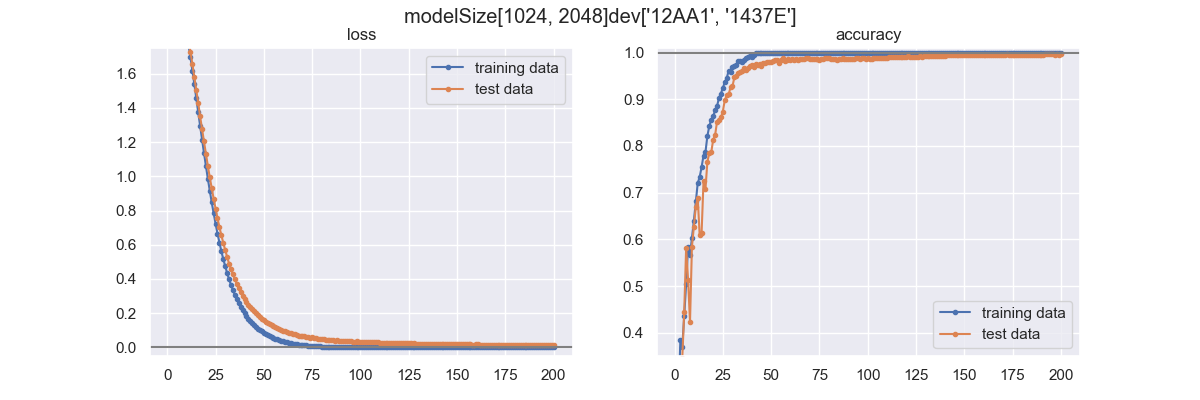 modelSize[1024, 2048]dev['12AA1', '1437E']
loss
accuracy
1.6
1.4
1.2
1.0
0.8
0.6
0.4
0.2
0.0
training data
test data
0 25 50 75 100 125 150 175 200
1.0
0.9
0.8
0.7
0.6
0.5
0.4
training data
test data
0 25 50 75 100 125 150 175 200